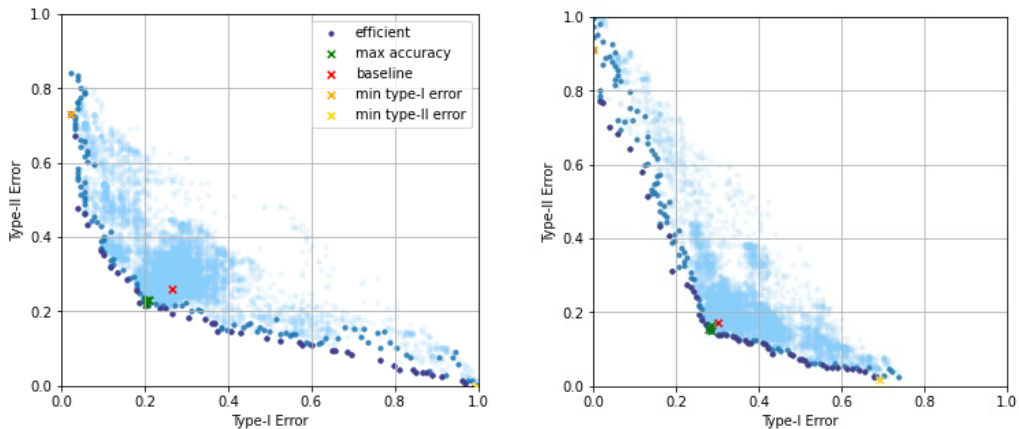 1.0
0.8
0.6
0.4
0.2
0.0
Type-II Error
efficient
max accuracy
baseline
min type-I error
min type-II error
0.0 0.2 0.4 0.6 0.8 1.0
Type-I Error
1.0
0.8
0.6
0.4
0.2
0.0
Type-II Error
0.0 0.2 0.4 0.6 0.8 1.0
Type-I Error